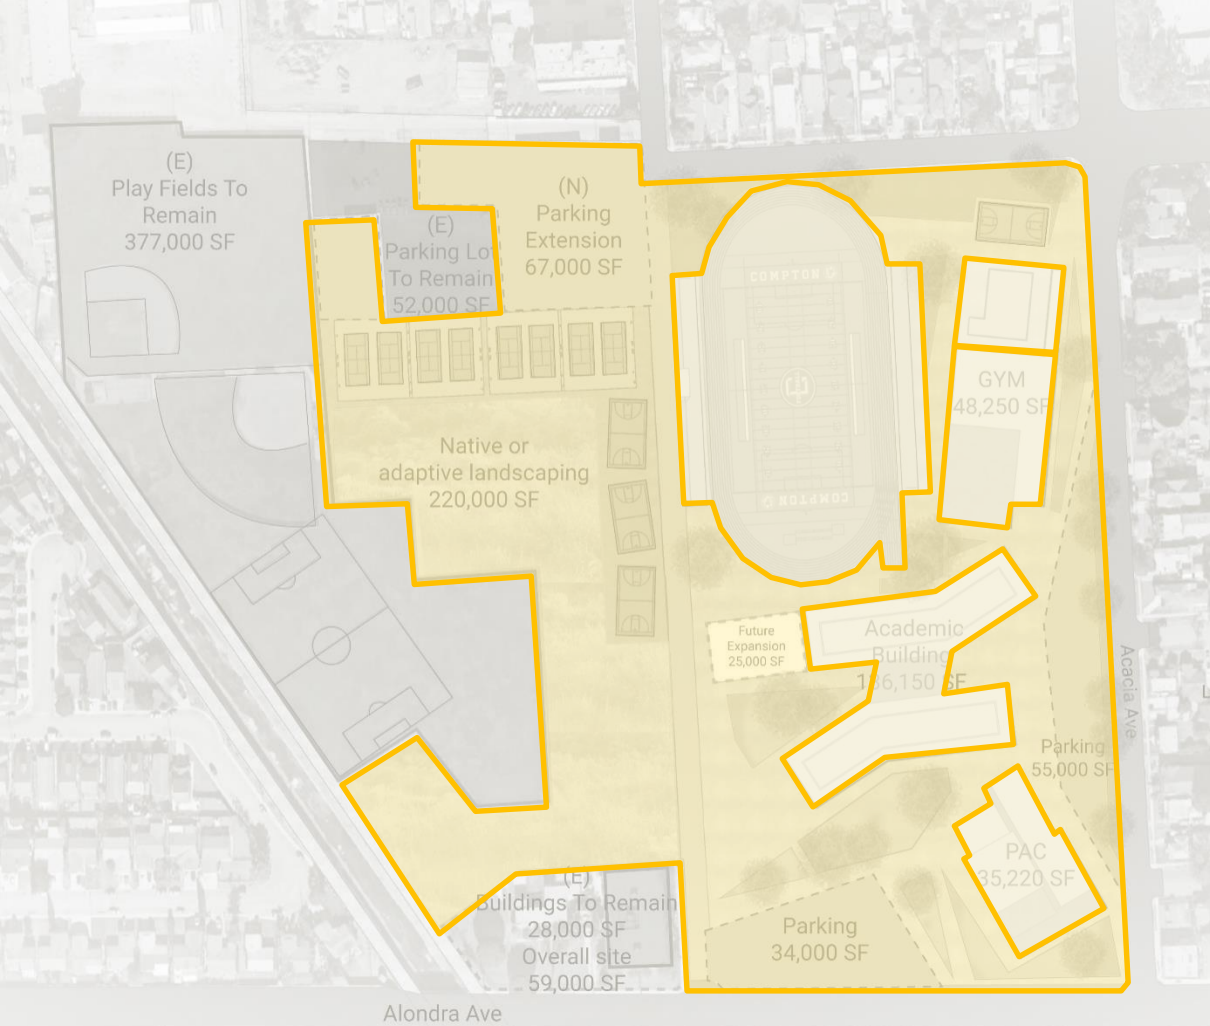 (E)
Play Fields To
Remain
377,000 SF
(E)
Parking Lot
To Remain
52,000 SF
(N)
Parking
Extension
67,000 SF
COMPTON
COMPTON
GYM
48,250 SF
Native or
adaptive landscaping
220,000 SF
Future
Expansion
25,000 SF
Academic
Building
186,150 SF
Acacia Ave
Parking
55,000 SF
PAC
35,220 SF
(E)
Buildings To Remain
28,000 SF
Overall site
59,000 SF
Parking
34,000 SF
Alondra Ave